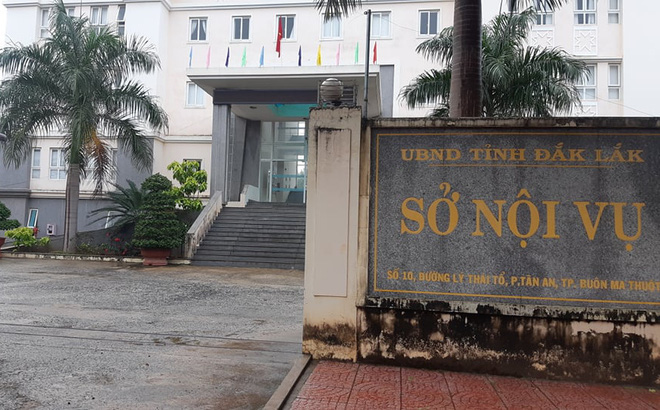 UBND TỈNH ĐẮK LẮK
SỞ NỘI VỤ
SỐ 10, ĐƯỜNG LÝ THÁI TỔ, P.TÂN AN, TP. BUÔN MA THUỘT